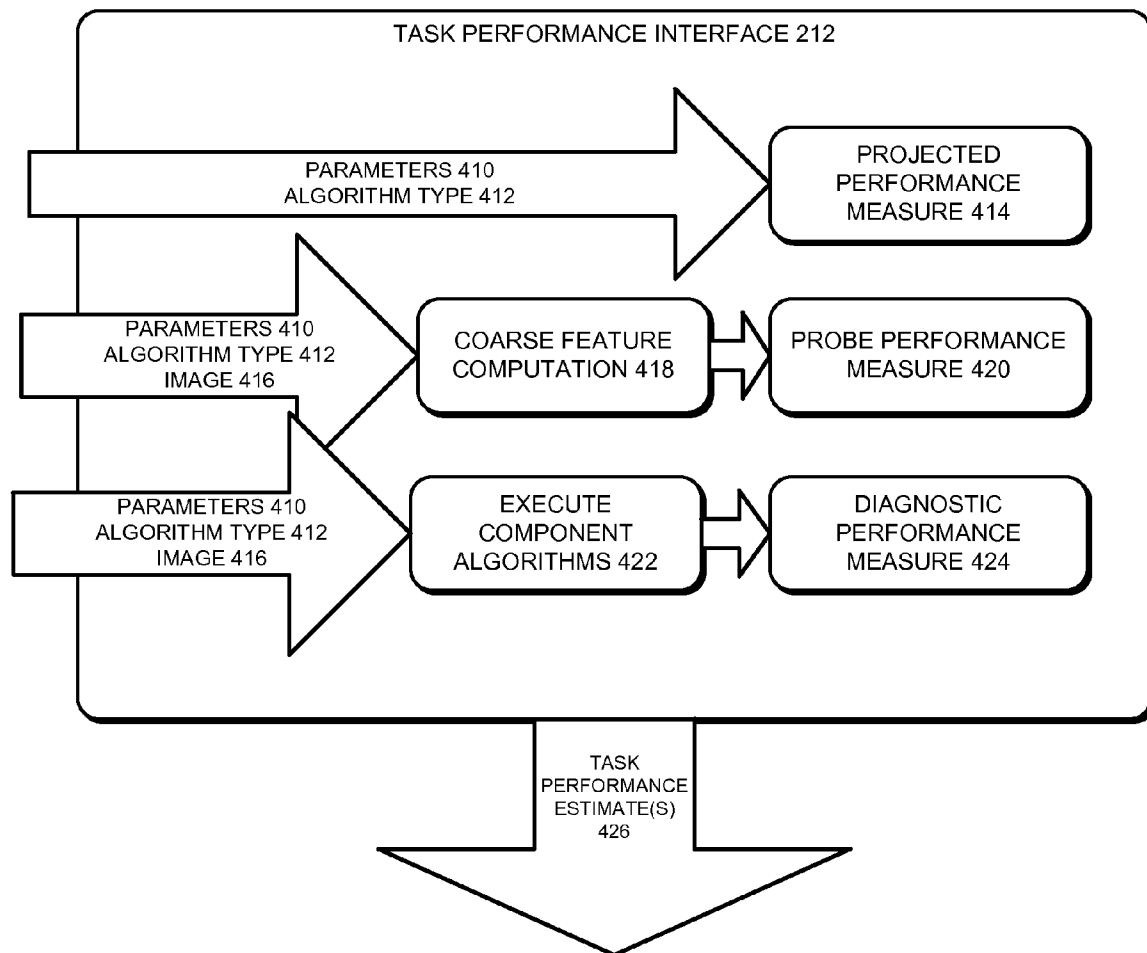 TASK PERFORMANCE INTERFACE 212
PARAMETERS 410
ALGORITHM TYPE 412
PROJECTED
PERFORMANCE
MEASURE 414
PARAMETERS 410
ALGORITHM TYPE 412
IMAGE 416
COARSE FEATURE
COMPUTATION 418
PROBE PERFORMANCE
MEASURE 420
PARAMETERS 410
ALGORITHM TYPE 412
IMAGE 416
EXECUTE
COMPONENT
ALGORITHMS 422
DIAGNOSTIC
PERFORMANCE
MEASURE 424
TASK
PERFORMANCE
ESTIMATE(S)
426